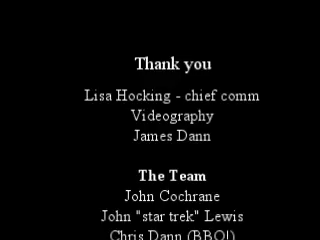 Thank you
Lisa Hocking - chief comm
Videography
James Dann
The Team
John Cochrane
John "star trek" Lewis
Chris Dann (BBQ!)